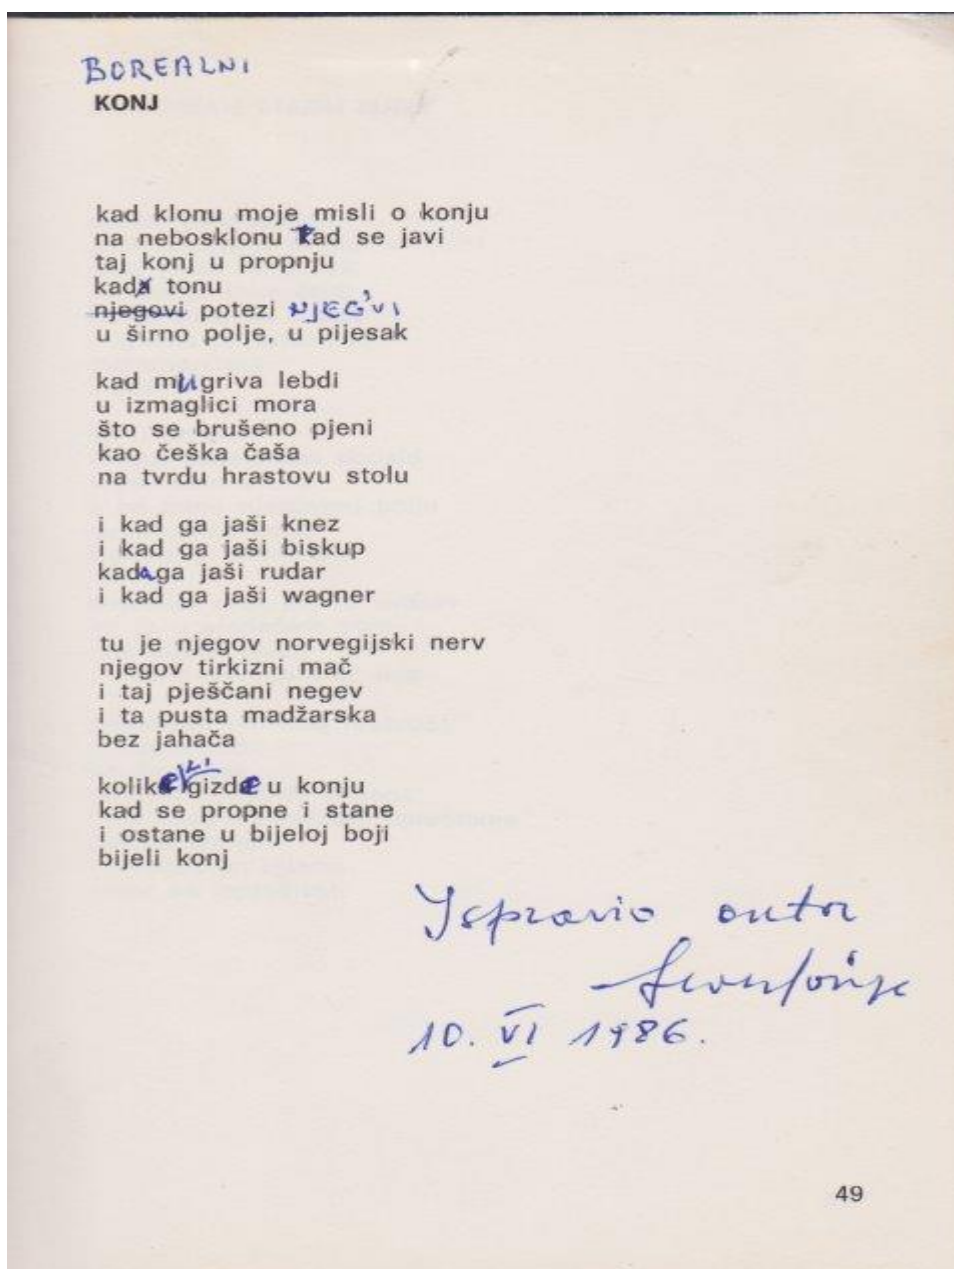 BOREALNI
KONJ
kad klonu moje misli o konju
na nebosklonu kad se javi
taj konj u propnju
kad tonu
njegovi potezi NJEG'VI
u širno polje, u pijesak
kad mu griva lebdi
u izmaglici mora
što se brušeno pjeni
kao češka čaša
na tvrdu hrastovu stolu
i kad ga jaši knez
i kad ga jaši biskup
kada ga jaši rudar
i kad ga jaši wagner
tu je njegov norvegijski nerv
njegov tirkizni mač
i taj pješčani negev
i ta pusta madžarska
bez jahača
gizde u konju
kad se propne i stane
i ostane u bijeloj boji
bijeli konj
Ispravio autor
10. VI 1986.
49